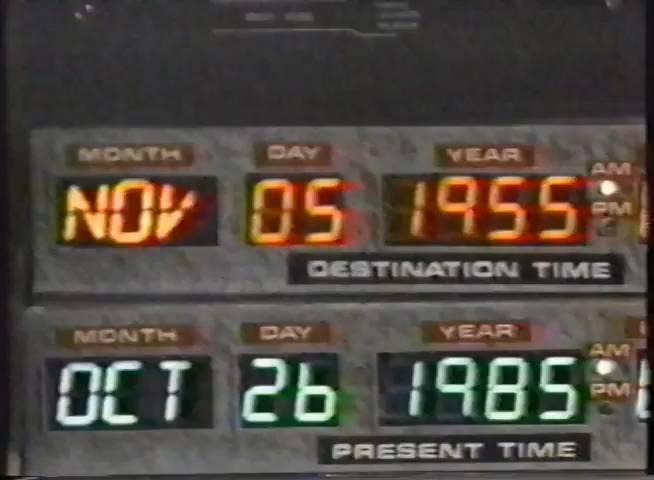 MONTH DAY YEAR
NOV 05 1955 AM
PM
DESTINATION TIME
MONTH DAY YEAR
OCT 26 1985 AM
PM
PRESENT TIME